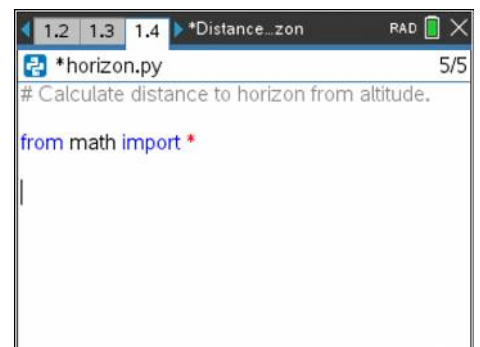 1.2 1.3 1.4 *Distance...zon RAD
*horizon.py 5/5
# Calculate distance to horizon from altitude.
from math import *